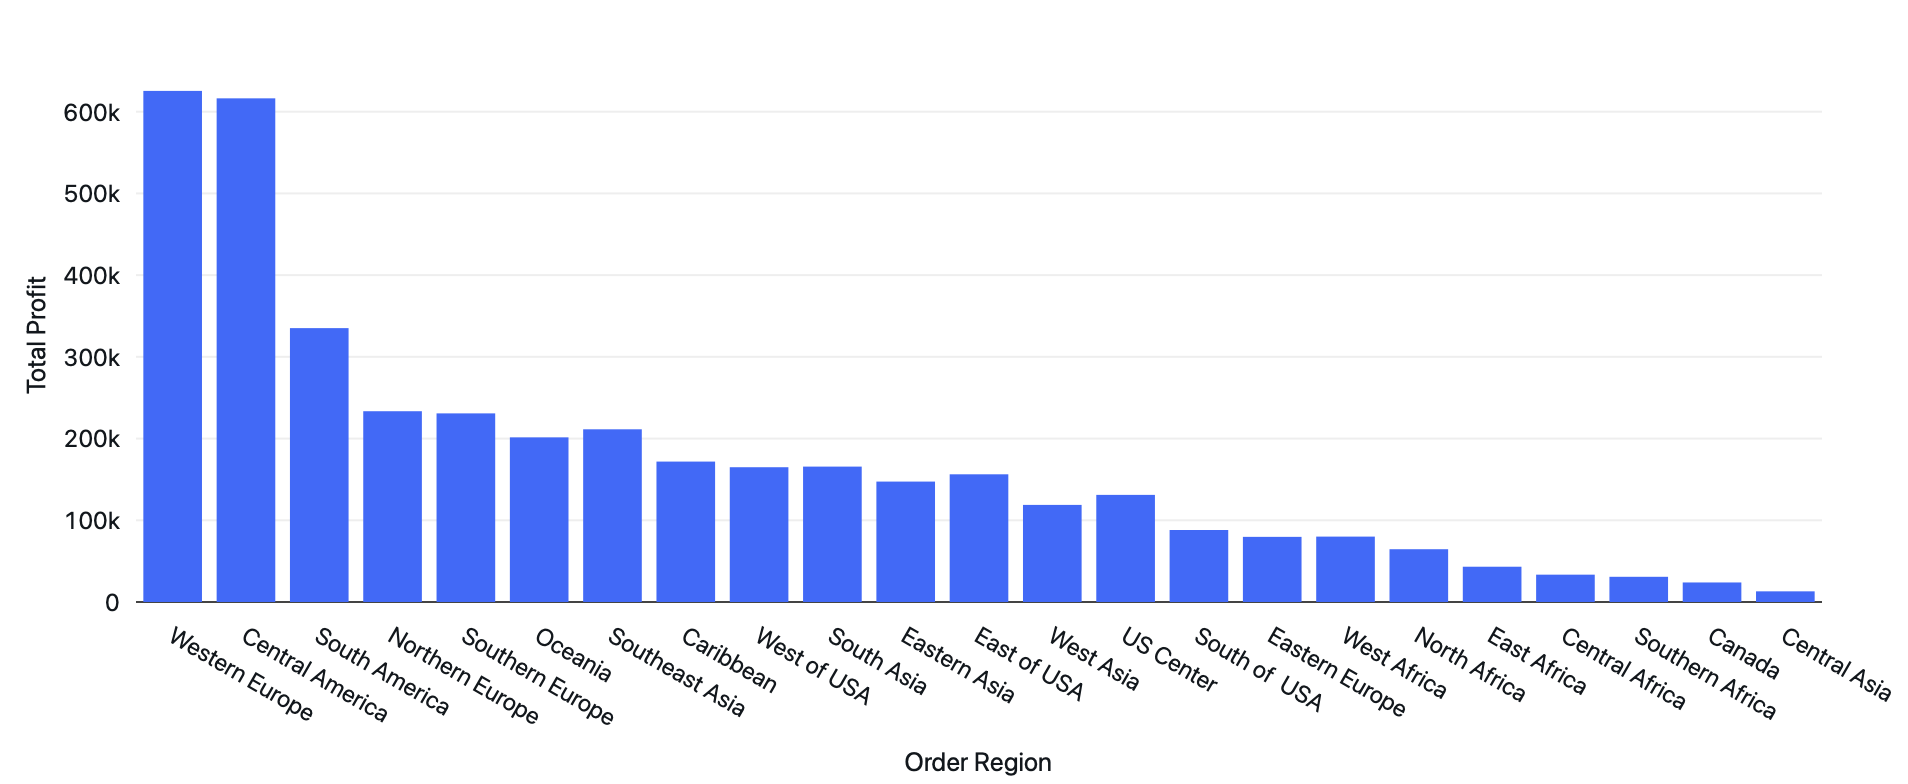 600k
500k
400k
300k
200k
100k
0
Total Profit
Western Europe
Central America
South America
Northern Europe
Southern Europe
Oceania
Southeast Asia
Caribbean
West of USA
South Asia
Eastern Asia
East of USA
West Asia
US Center
South of  USA
Eastern Europe
West Africa
North Africa
East Africa
Central Africa
Southern Africa
Canada
Central Asia
Order Region